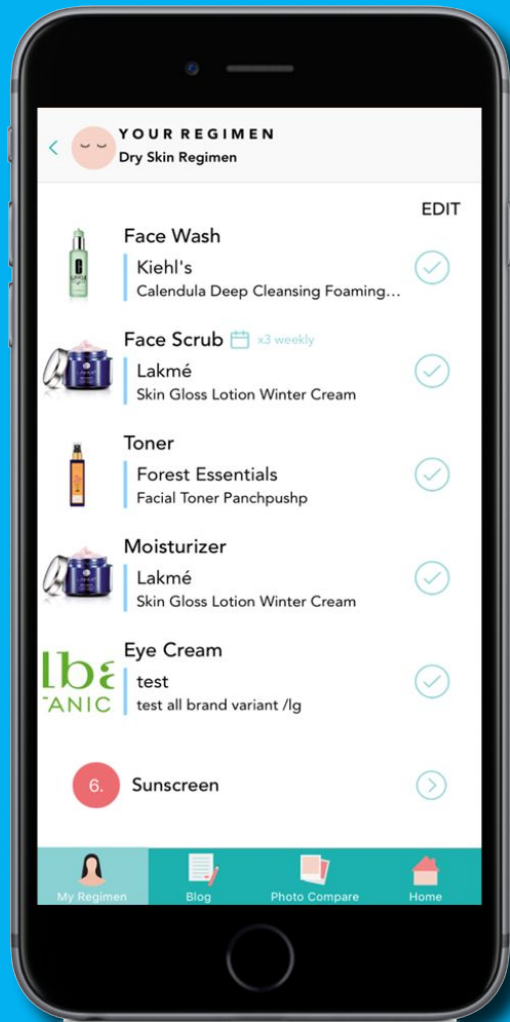 YOUR REGIMEN
Dry Skin Regimen
EDIT
Face Wash
Kiehl's
Calendula Deep Cleansing Foaming...
Face Scrub x3 weekly
Lakmé
Skin Gloss Lotion Winter Cream
Toner
Forest Essentials
Facial Toner Panchpushp
Moisturizer
Lakmé
Skin Gloss Lotion Winter Cream
Eye Cream
test
test all brand variant /lg
6. Sunscreen
My Regimen Blog Photo Compare Home